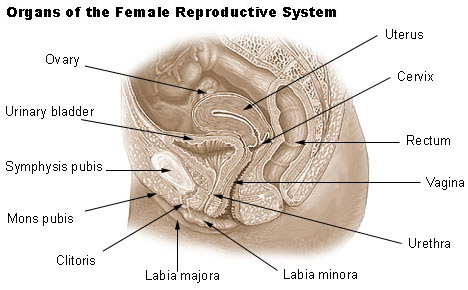 Organs of the Female Reproductive System
Uterus
Ovary
Cervix
Urinary bladder
Rectum
Symphysis pubis
Vagina
Mons pubis
Urethra
Clitoris
Labia majora
Labia minora